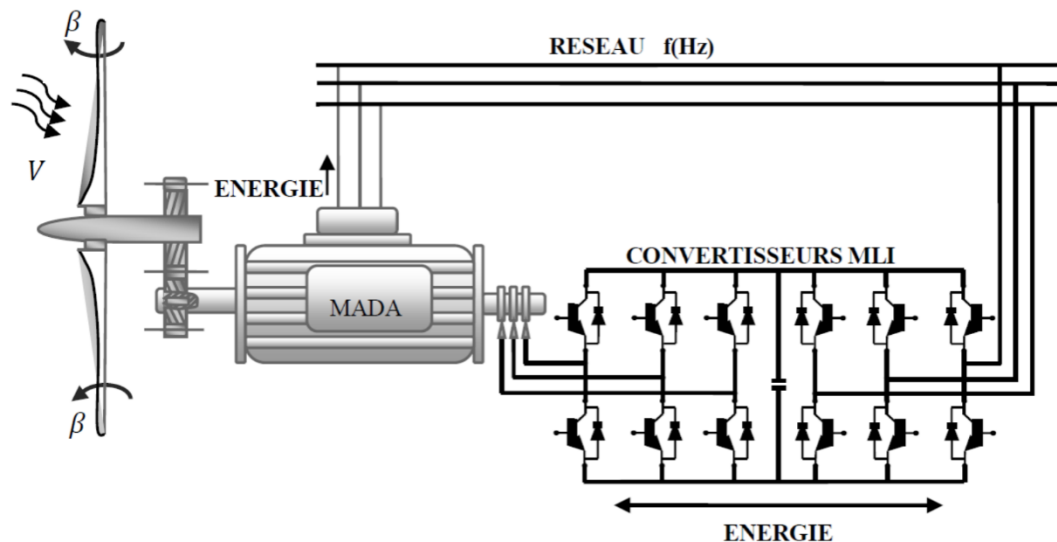 β
RESEAU f(Hz)
V
ENERGIE
CONVERTISSEURS MLI
MADA
β
ENERGIE